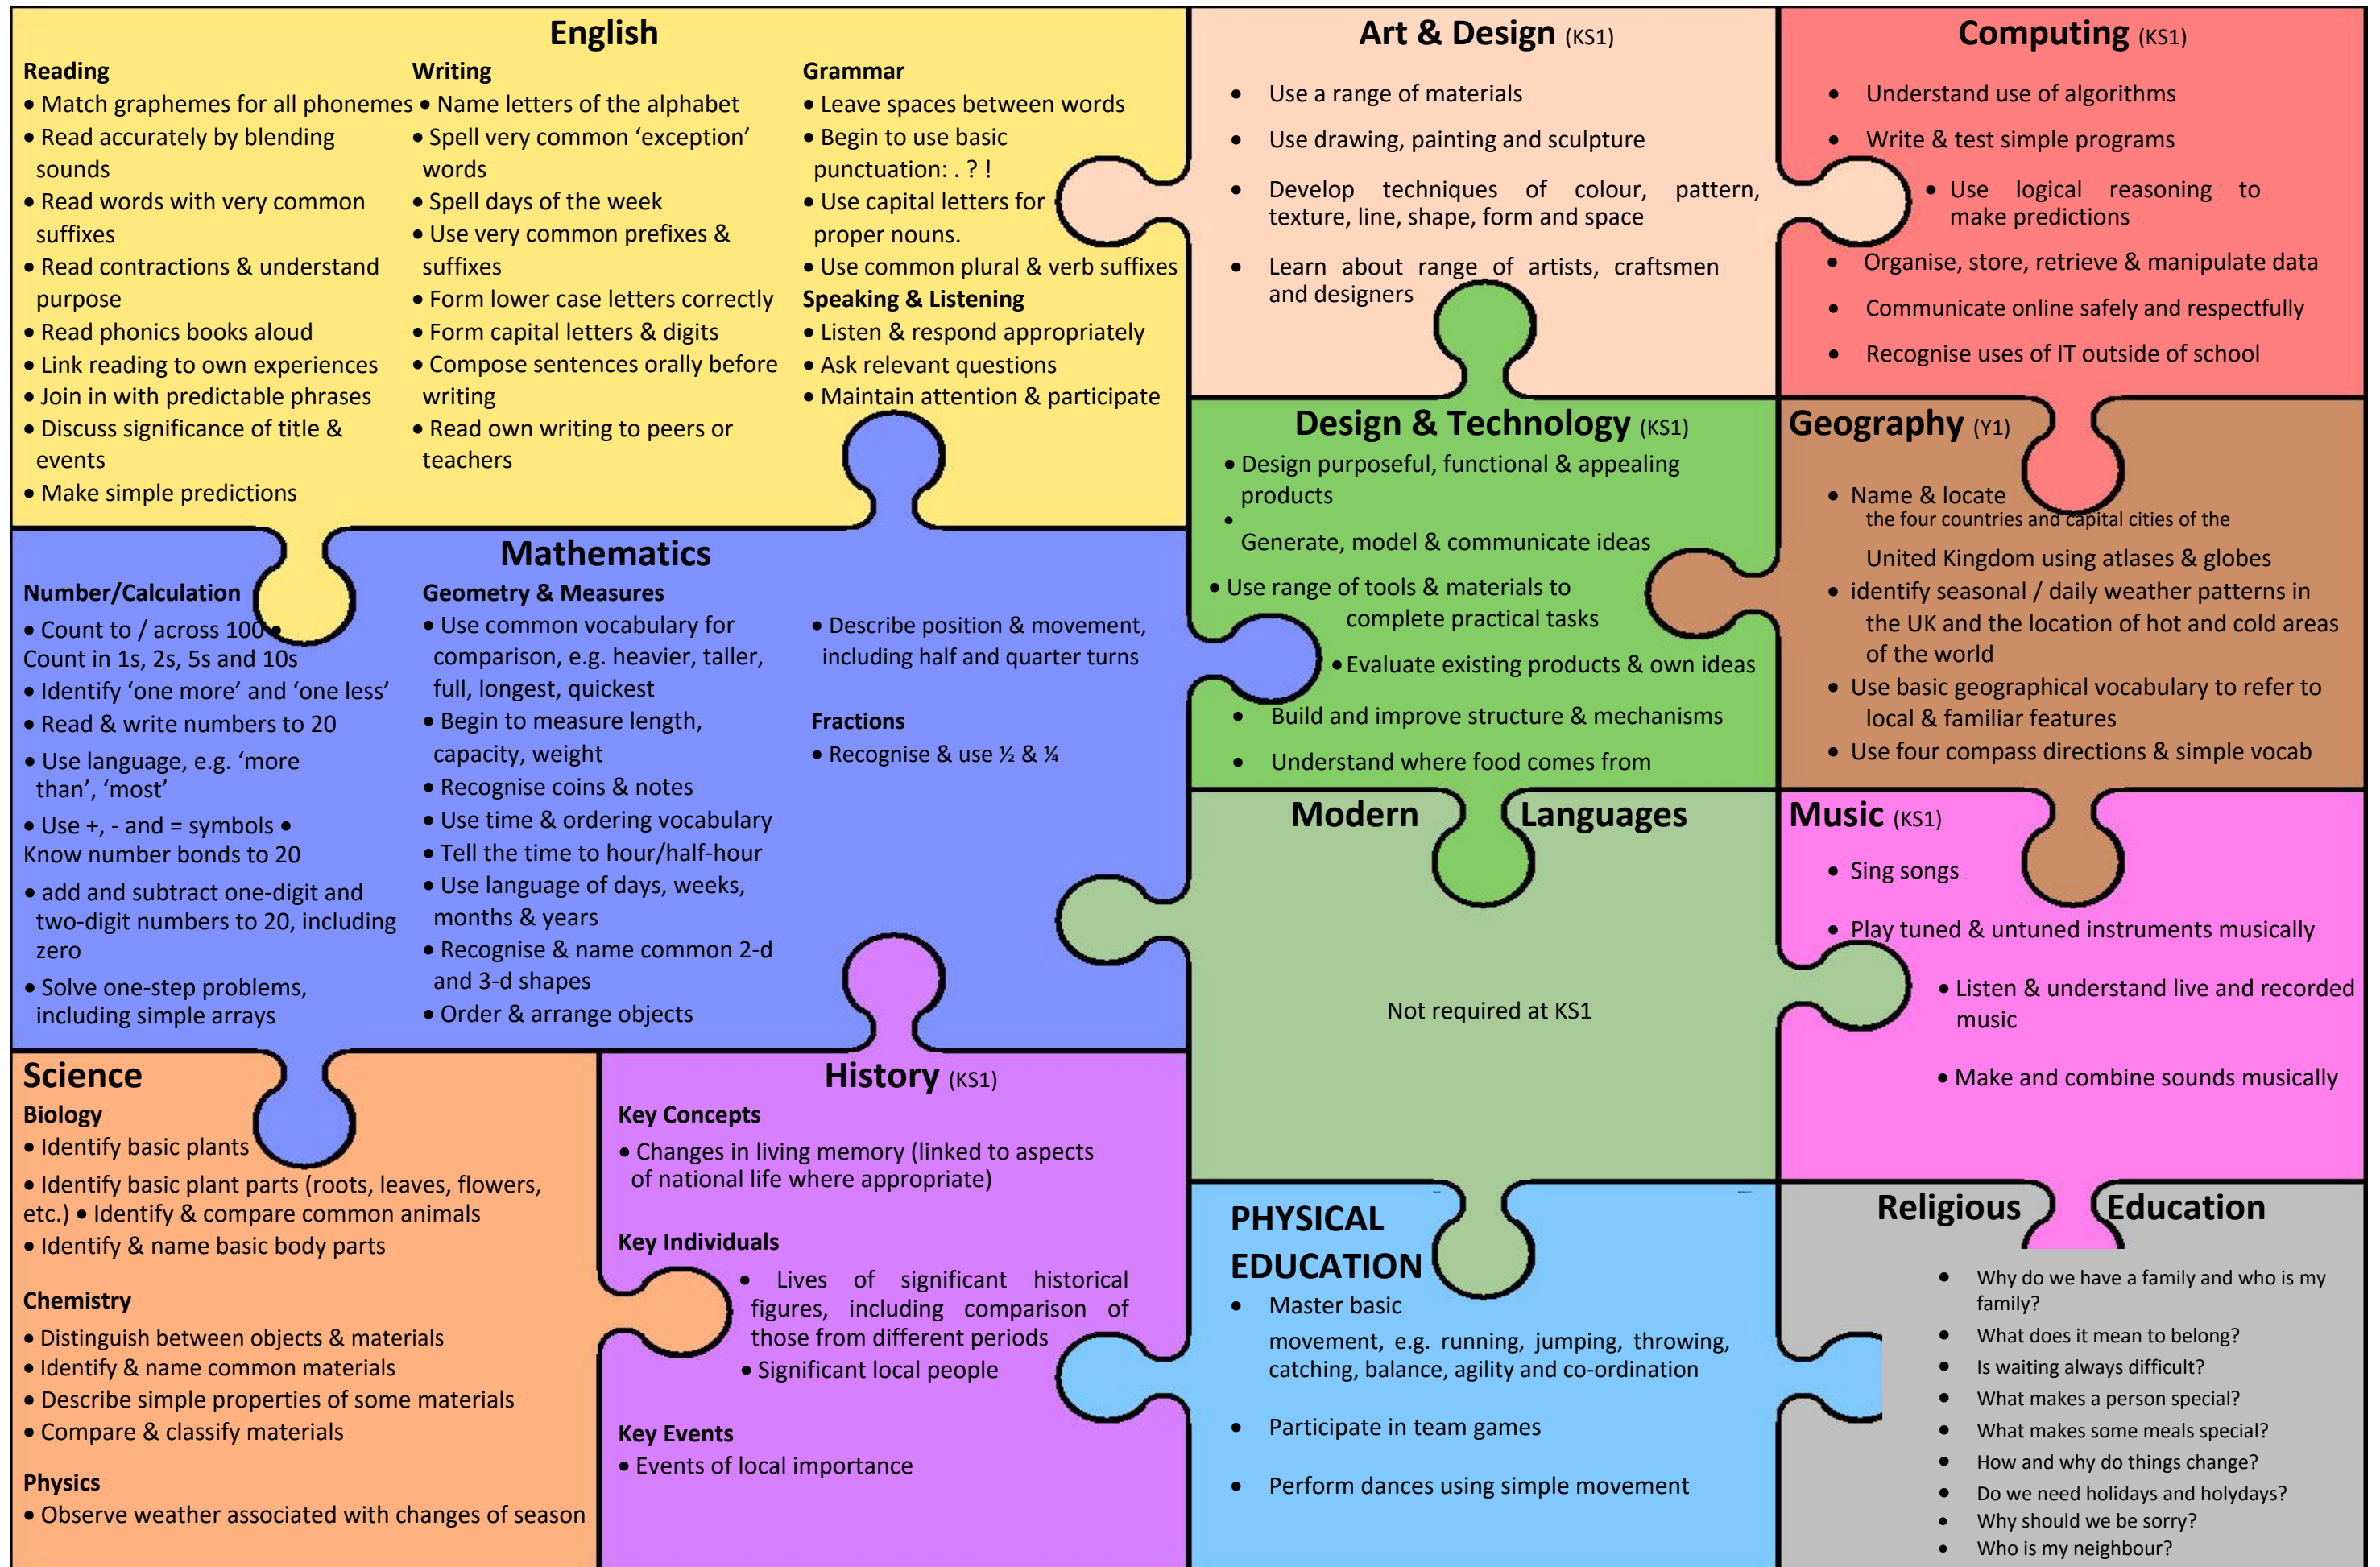 English
Reading
• Match graphemes for all phonemes
• Read accurately by blending
sounds
• Read words with very common
suffixes
• Read contractions & understand
purpose
• Read phonics books aloud
• Link reading to own experiences
• Join in with predictable phrases
• Discuss significance of title &
events
• Make simple predictions
Writing
• Name letters of the alphabet
• Spell very common ‘exception’
words
• Spell days of the week
• Use very common prefixes &
suffixes
• Form lower case letters correctly
• Form capital letters & digits
• Compose sentences orally before
writing
• Read own writing to peers or
teachers
Grammar
• Leave spaces between words
• Begin to use basic
punctuation: . ? !
• Use capital letters for
proper nouns.
• Use common plural & verb suffixes
Speaking & Listening
• Listen & respond appropriately
• Ask relevant questions
• Maintain attention & participate
Art & Design (KS1)
• Use a range of materials
• Use drawing, painting and sculpture
• Develop techniques of colour, pattern,
texture, line, shape, form and space
• Learn about range of artists, craftsmen
and designers
Computing (KS1)
• Understand use of algorithms
• Write & test simple programs
• Use logical reasoning to
make predictions
• Organise, store, retrieve & manipulate data
• Communicate online safely and respectfully
• Recognise uses of IT outside of school
Mathematics
Number/Calculation
• Count to / across 100 •
Count in 1s, 2s, 5s and 10s
• Identify ‘one more’ and ‘one less’
• Read & write numbers to 20
• Use language, e.g. ‘more
than’, ‘most’
• Use +, - and = symbols •
Know number bonds to 20
• add and subtract one-digit and
two-digit numbers to 20, including
zero
• Solve one-step problems,
including simple arrays
Geometry & Measures
• Use common vocabulary for
comparison, e.g. heavier, taller,
full, longest, quickest
• Begin to measure length,
capacity, weight
• Recognise coins & notes
• Use time & ordering vocabulary
• Tell the time to hour/half-hour
• Use language of days, weeks,
months & years
• Recognise & name common 2-d
and 3-d shapes
• Order & arrange objects
• Describe position & movement,
including half and quarter turns
Fractions
• Recognise & use ½ & ¼
Design & Technology (KS1)
• Design purposeful, functional & appealing
products
•
Generate, model & communicate ideas
• Use range of tools & materials to
complete practical tasks
• Evaluate existing products & own ideas
• Build and improve structure & mechanisms
• Understand where food comes from
Geography (Y1)
• Name & locate
the four countries and capital cities of the
United Kingdom using atlases & globes
• identify seasonal / daily weather patterns in
the UK and the location of hot and cold areas
of the world
• Use basic geographical vocabulary to refer to
local & familiar features
• Use four compass directions & simple vocab
Modern Languages
Not required at KS1
Music (KS1)
• Sing songs
• Play tuned & untuned instruments musically
• Listen & understand live and recorded
music
• Make and combine sounds musically
Science
Biology
• Identify basic plants
• Identify basic plant parts (roots, leaves, flowers,
etc.) • Identify & compare common animals
• Identify & name basic body parts
Chemistry
• Distinguish between objects & materials
• Identify & name common materials
• Describe simple properties of some materials
• Compare & classify materials
Physics
• Observe weather associated with changes of season
History (KS1)
Key Concepts
• Changes in living memory (linked to aspects
of national life where appropriate)
Key Individuals
• Lives of significant historical
figures, including comparison of
those from different periods
• Significant local people
Key Events
• Events of local importance
PHYSICAL
EDUCATION
• Master basic
movement, e.g. running, jumping, throwing,
catching, balance, agility and co-ordination
• Participate in team games
• Perform dances using simple movement
Religious Education
• Why do we have a family and who is my
family?
• What does it mean to belong?
• Is waiting always difficult?
• What makes a person special?
• What makes some meals special?
• How and why do things change?
• Do we need holidays and holydays?
• Why should we be sorry?
• Who is my neighbour?